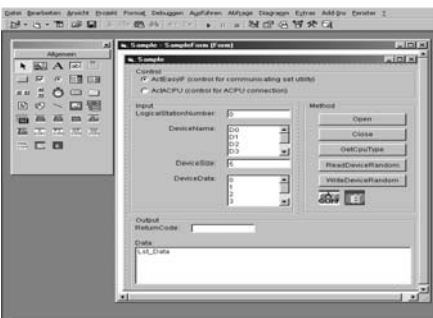 Datei Bearbeiten Ansicht Projekt Format Debuggen Ausführen Abfrage Diagramm Extras Add-Ins Fenster ?
Allgemein
Sample - SampleForm (Form)
Sample
Control
ActEasyIF (control for communicating set utility)
ActACPU (control for ACPU connection)
Input
LogicalStationNumber: 0
DeviceName: D0
D1
D2
D3
DeviceSize: 5
DeviceDate: 0
1
2
3
Method
Open
Close
GetCpuType
ReadDeviceRandom
WriteDeviceRandom
Output
ReturnCode:
Data
Lst_Data